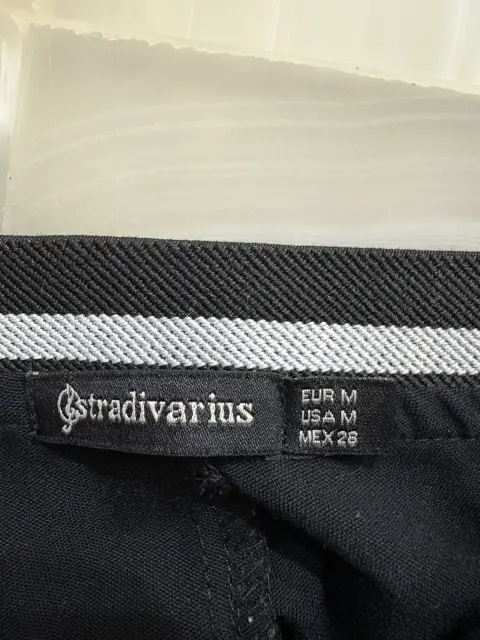 stradivarius
EUR M
USA M
MEX 28